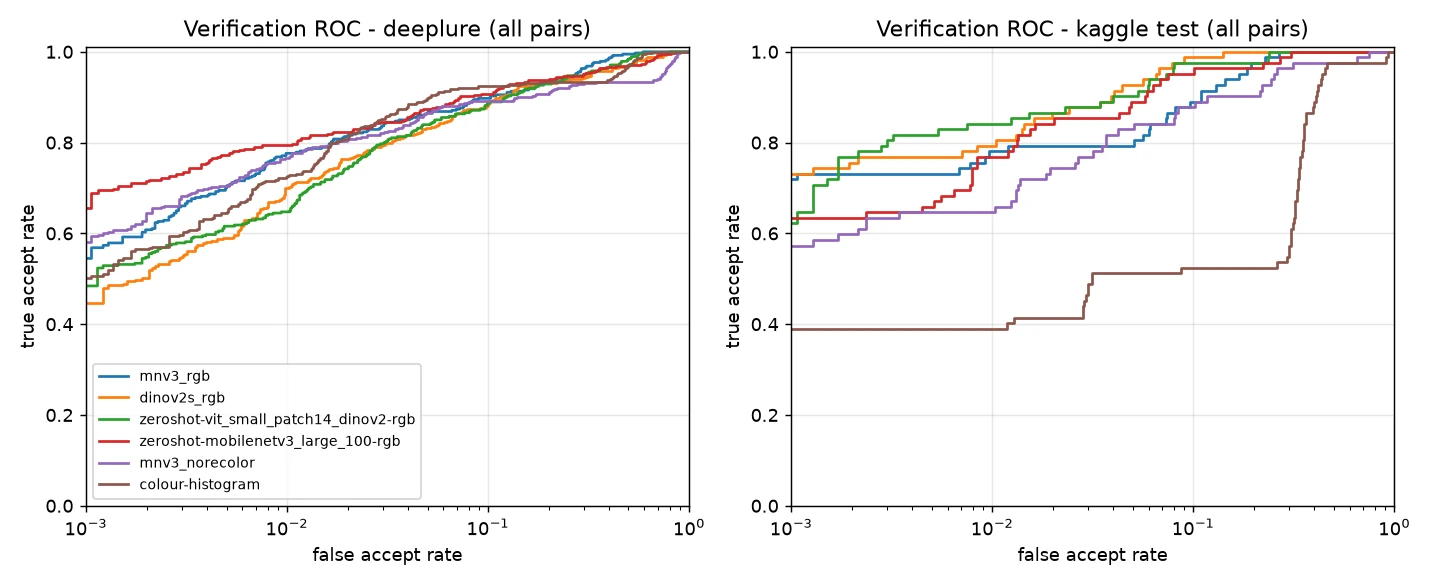 Verification ROC - deeplure (all pairs)
true accept rate
1.0
0.8
0.6
0.4
0.2
0.0
mnv3_rgb
dinov2s_rgb
zeroshot-vit_small_patch14_dinov2-rgb
zeroshot-mobilenetv3_large_100-rgb
mnv3_norecolor
colour-histogram
10⁻³ 10⁻² 10⁻¹ 10⁰
false accept rate
Verification ROC - kaggle test (all pairs)
true accept rate
1.0
0.8
0.6
0.4
0.2
0.0
10⁻³ 10⁻² 10⁻¹ 10⁰
false accept rate